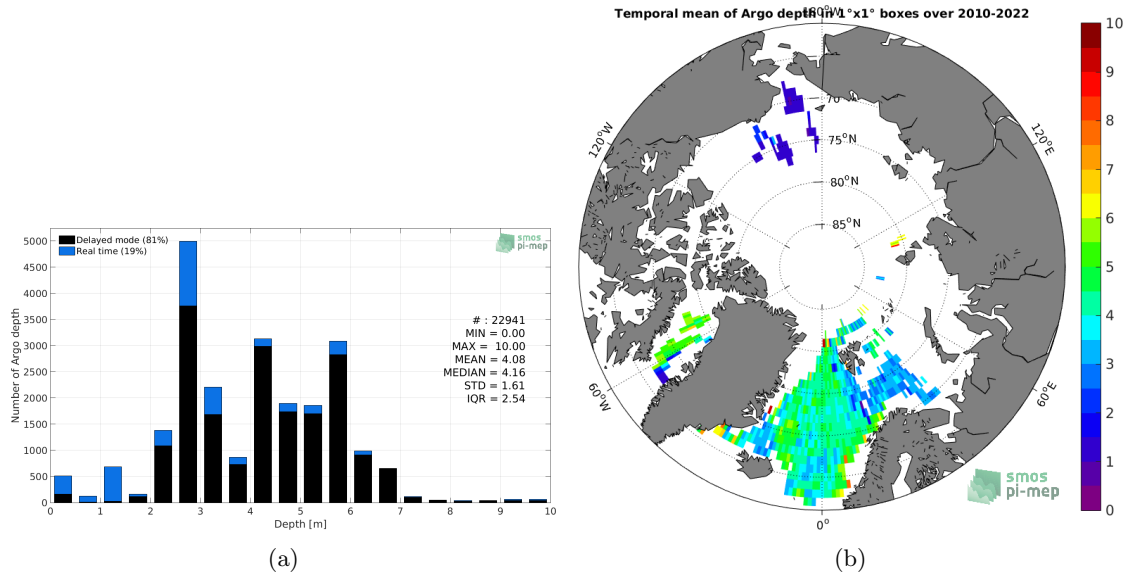 Delayed mode (81%)
Real time (19%)
smos
pi-mep
5000
4500
4000
3500
3000
2500
2000
1500
1000
500
0
Number of Argo depth
# : 22941
MIN = 0.00
MAX = 10.00
MEAN = 4.08
MEDIAN = 4.16
STD = 1.61
IQR = 2.54
0 1 2 3 4 5 6 7 8 9 10
Depth [m]
(a)
Temporal mean of Argo depth in 1°x1° boxes over 2010-2022
180°W
120°W
120°E
70
75°N
80°N
85°N
60°W
60°E
0°
smos
pi-mep
10
9
8
7
6
5
4
3
2
1
0
(b)